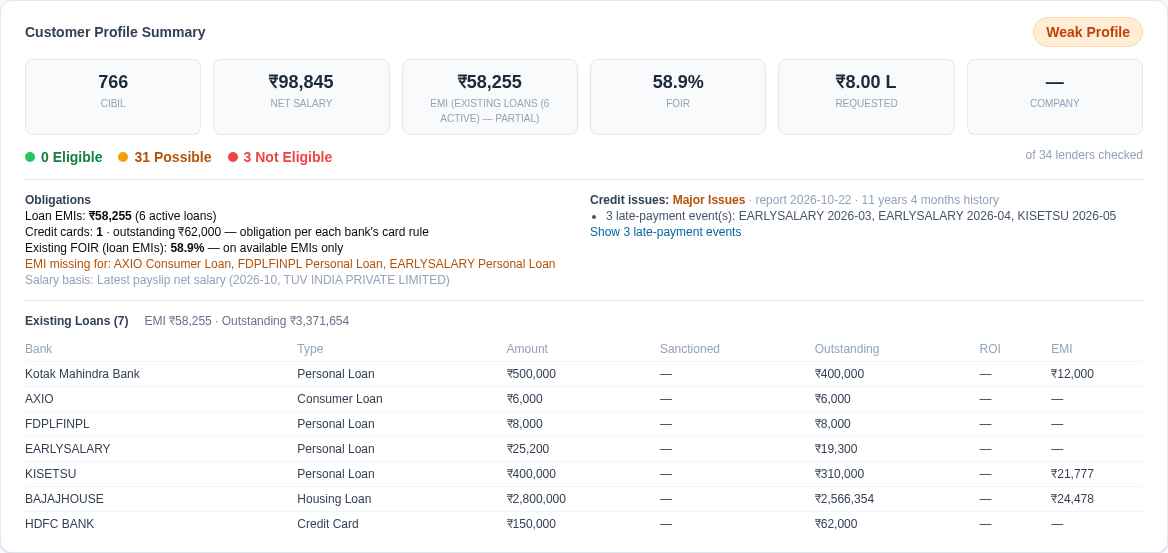 Customer Profile Summary
Weak Profile
766
CIBIL
₹98,845
NET SALARY
₹58,255
EMI (EXISTING LOANS (6
ACTIVE) — PARTIAL)
58.9%
FOIR
₹8.00 L
REQUESTED
—
COMPANY
0 Eligible 31 Possible 3 Not Eligible
of 34 lenders checked
Obligations
Loan EMIs: ₹58,255 (6 active loans)
Credit cards: 1 · outstanding ₹62,000 — obligation per each bank's card rule
Existing FOIR (loan EMIs): 58.9% — on available EMIs only
EMI missing for: AXIO Consumer Loan, FDPLFINPL Personal Loan, EARLYSALARY Personal Loan
Salary basis: Latest payslip net salary (2026-10, TUV INDIA PRIVATE LIMITED)
Credit issues: Major Issues · report 2026-10-22 · 11 years 4 months history
• 3 late-payment event(s): EARLYSALARY 2026-03, EARLYSALARY 2026-04, KISETSU 2026-05
Show 3 late-payment events
Existing Loans (7) EMI ₹58,255 · Outstanding ₹3,371,654
Bank Type Amount Sanctioned Outstanding ROI EMI
Kotak Mahindra Bank Personal Loan ₹500,000 — ₹400,000 — ₹12,000
AXIO Consumer Loan ₹6,000 — ₹6,000 — —
FDPLFINPL Personal Loan ₹8,000 — ₹8,000 — —
EARLYSALARY Personal Loan ₹25,200 — ₹19,300 — —
KISETSU Personal Loan ₹400,000 — ₹310,000 — ₹21,777
BAJAJHOUSE Housing Loan ₹2,800,000 — ₹2,566,354 — ₹24,478
HDFC BANK Credit Card ₹150,000 — ₹62,000 — —